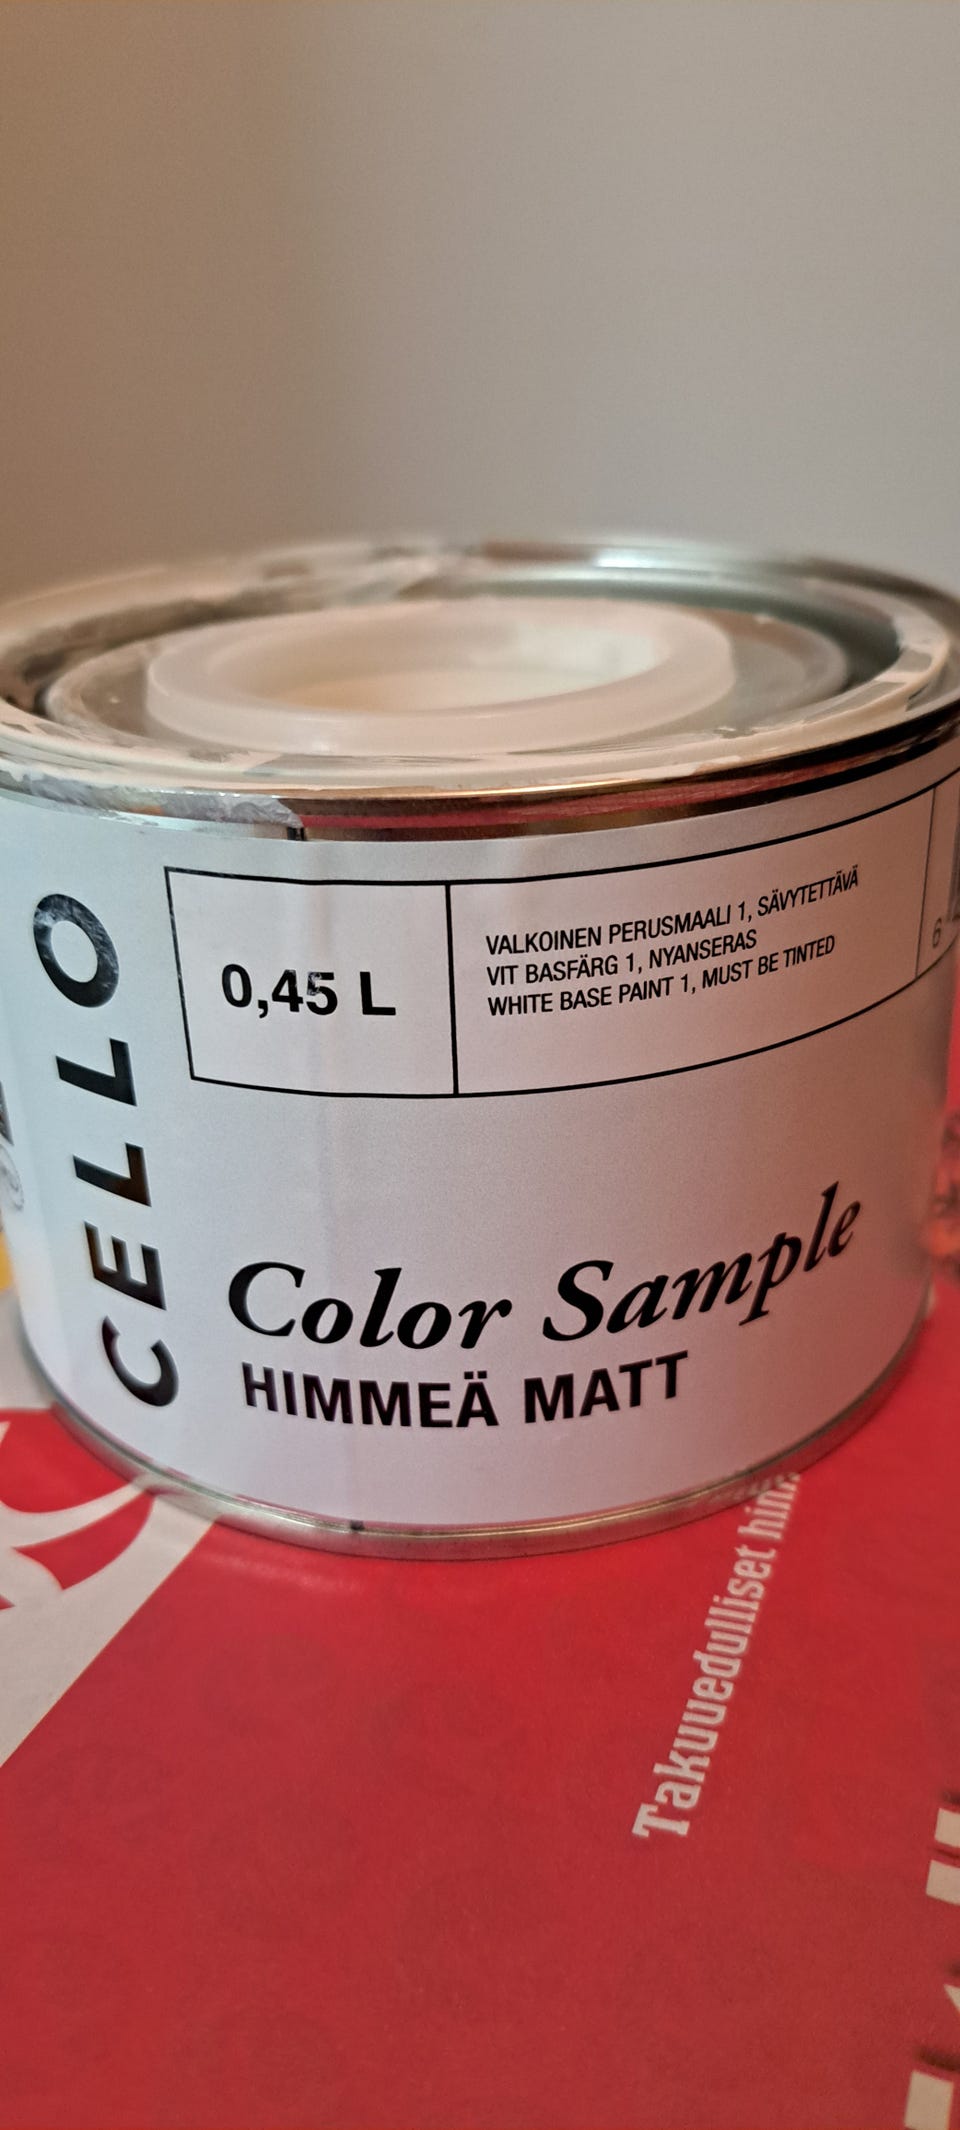 CELLO
0,45 L
VALKOINEN PERUSMAALI 1, SÄVYTETTÄVÄ
VIT BASFÄRG 1, NYANSERAS
WHITE BASE PAINT 1, MUST BE TINTED
6
Color Sample
HIMMEÄ MATT
Takuuedulliset